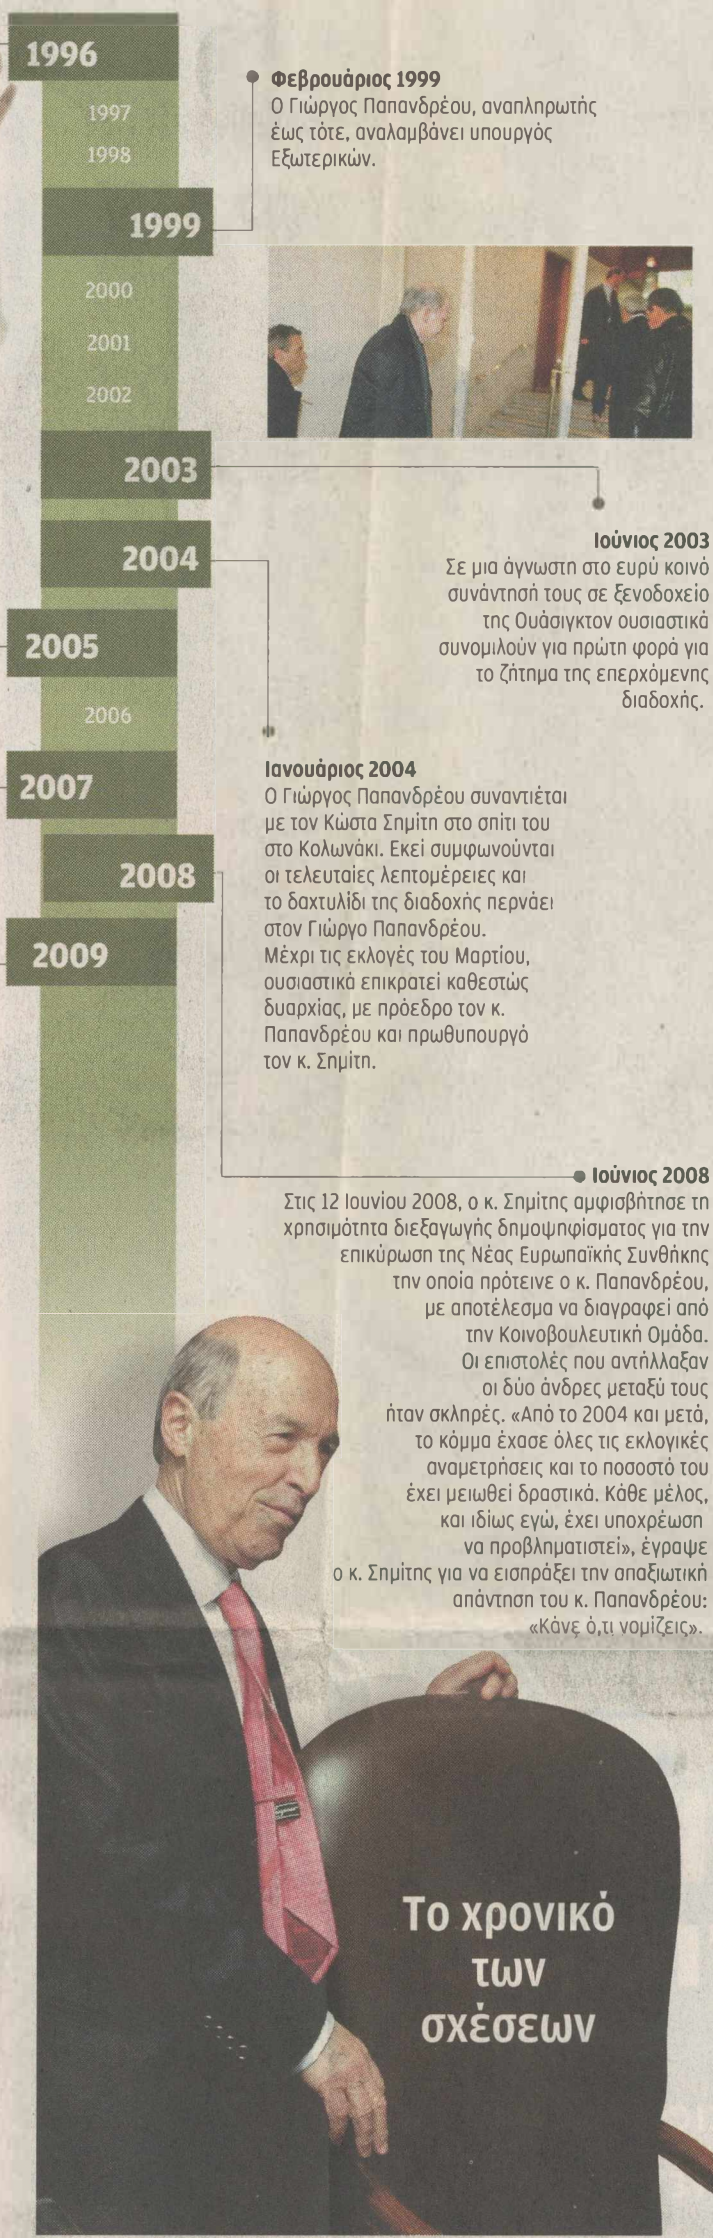 1996
1997
1998
1999
2000
2001
2002
2003
2004
2005
2006
2007
2008
2009
Φεβρουάριος 1999
Ο Γιώργος Παπανδρέου, αναπληρωτής
έως τότε, αναλαμβάνει υπουργός
Εξωτερικών.
Ιούνιος 2003
Σε μια άγνωστη στο ευρύ κοινό
συνάντησή τους σε ξενοδοχείο
της Ουάσιγκτον ουσιαστικά
συνομιλούν για πρώτη φορά για
το ζήτημα της επερχόμενης
διαδοχής.
Ιανουάριος 2004
Ο Γιώργος Παπανδρέου συναντιέται
με τον Κώστα Σημίτη στο σπίτι του
στο Κολωνάκι. Εκεί συμφωνούνται
οι τελευταίες λεπτομέρειες και
το δαχτυλίδι της διαδοχής περνάει
στον Γιώργο Παπανδρέου.
Μέχρι τις εκλογές του Μαρτίου,
ουσιαστικά επικρατεί καθεστώς
δυαρχίας, με πρόεδρο τον κ.
Παπανδρέου και πρωθυπουργό
τον κ. Σημίτη.
Ιούνιος 2008
Στις 12 Ιουνίου 2008, ο κ. Σημίτης αμφισβήτησε τη
χρησιμότητα διεξαγωγής δημοψηφίσματος για την
επικύρωση της Νέας Ευρωπαϊκής Συνθήκης
την οποία πρότεινε ο κ. Παπανδρέου,
με αποτέλεσμα να διαγραφεί από
την Κοινοβουλευτική Ομάδα.
Οι επιστολές που αντήλλαξαν
οι δύο άνδρες μεταξύ τους
ήταν σκληρές. «Από το 2004 και μετά,
το κόμμα έχασε όλες τις εκλογικές
αναμετρήσεις και το ποσοστό του
έχει μειωθεί δραστικά. Κάθε μέλος,
και ιδίως εγώ, έχει υποχρέωση
να προβληματιστεί», έγραψε
ο κ. Σημίτης για να εισπράξει την απαξιωτική
απάντηση του κ. Παπανδρέου:
«Κάνε ό,τι νομίζεις».
Το χρονικό
των
σχέσεων